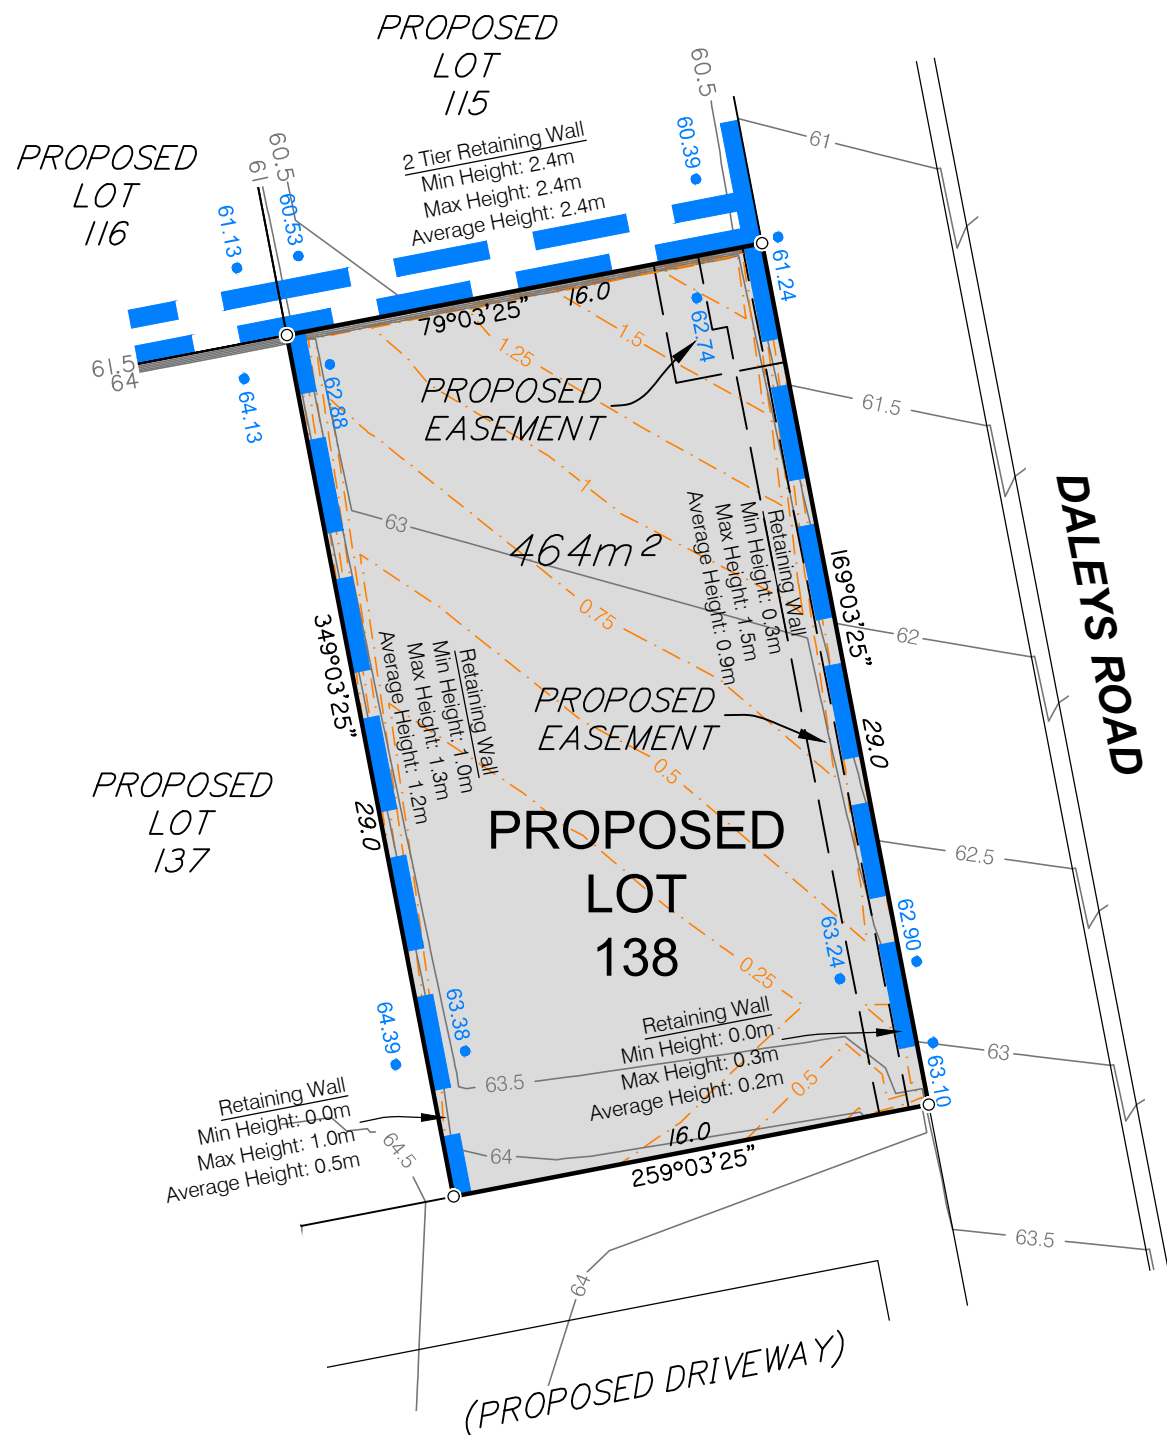 PROPOSED
LOT
115
PROPOSED
LOT
116
2 Tier Retaining Wall
Min Height: 2.4m
Max Height: 2.4m
Average Height: 2.4m
60.5
60.39
61
61
60.5
61.13
60.53
61.24
61.5
64
64.13
62.88
79°03'25"
16.0
62.74
1.5
1.25
PROPOSED
EASEMENT
61.5
1
63
464m²
Retaining Wall
Min Height: 0.3m
Max Height: 1.5m
Average Height: 0.9m
169°03'25"
29.0
DALEYS ROAD
62
0.75
349°03'25"
29.0
Retaining Wall
Min Height: 1.0m
Max Height: 1.3m
Average Height: 1.2m
PROPOSED
EASEMENT
0.5
PROPOSED
LOT
137
PROPOSED
LOT
138
62.5
62.90
63.24
0.25
63.38
64.39
Retaining Wall
Min Height: 0.0m
Max Height: 0.3m
Average Height: 0.2m
63
63.10
63.5
0.5
Retaining Wall
Min Height: 0.0m
Max Height: 1.0m
Average Height: 0.5m
64.5
64
16.0
259°03'25"
63.5
64
(PROPOSED DRIVEWAY)